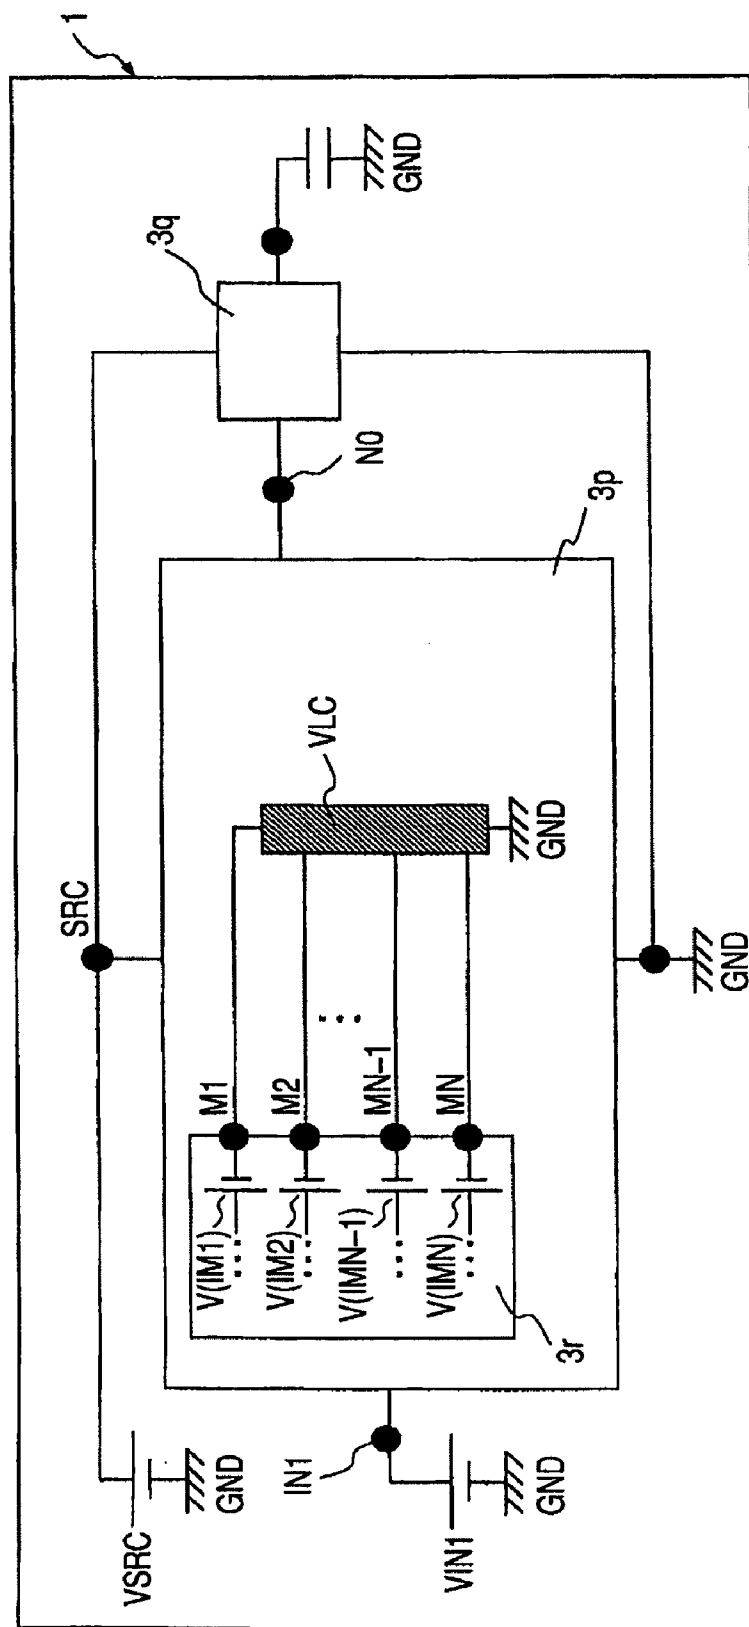 1
SRC
3q
GND
N0
3p
VLC
GND
M1
M2
MN-1
MN
V(IM1)
V(IM2)
V(IMN-1)
V(IMN)
3r
GND
VSRC
GND
IN1
VIN1
GND